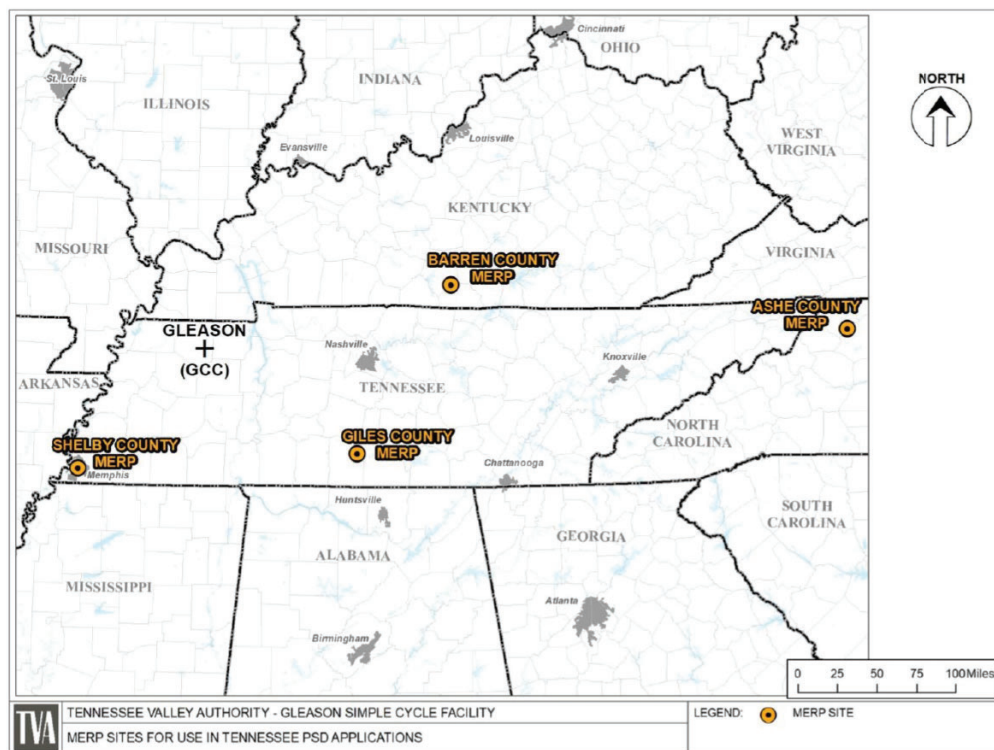 Cincinnati
OHIO
St. Louis
INDIANA
ILLINOIS
NORTH
Louisville
Evansville
WEST
VIRGINIA
KENTUCKY
MISSOURI
VIRGINIA
BARREN COUNTY
MERP
ASHE COUNTY
MERP
GLEASON
(GCC)
Nashville
Knoxville
ARKANSAS
TENNESSEE
NORTH
CAROLINA
SHELBY COUNTY
MERP
Memphis
GILES COUNTY
MERP
Chattanooga
Huntsville
SOUTH
CAROLINA
ALABAMA
GEORGIA
MISSISSIPPI
Atlanta
Birmingham
0 25 50 100 Miles
TVA
TENNESSEE VALLEY AUTHORITY - GLEASON SIMPLE CYCLE FACILITY
MERP SITES FOR USE IN TENNESSEE PSD APPLICATIONS
LEGEND: MERP SITE